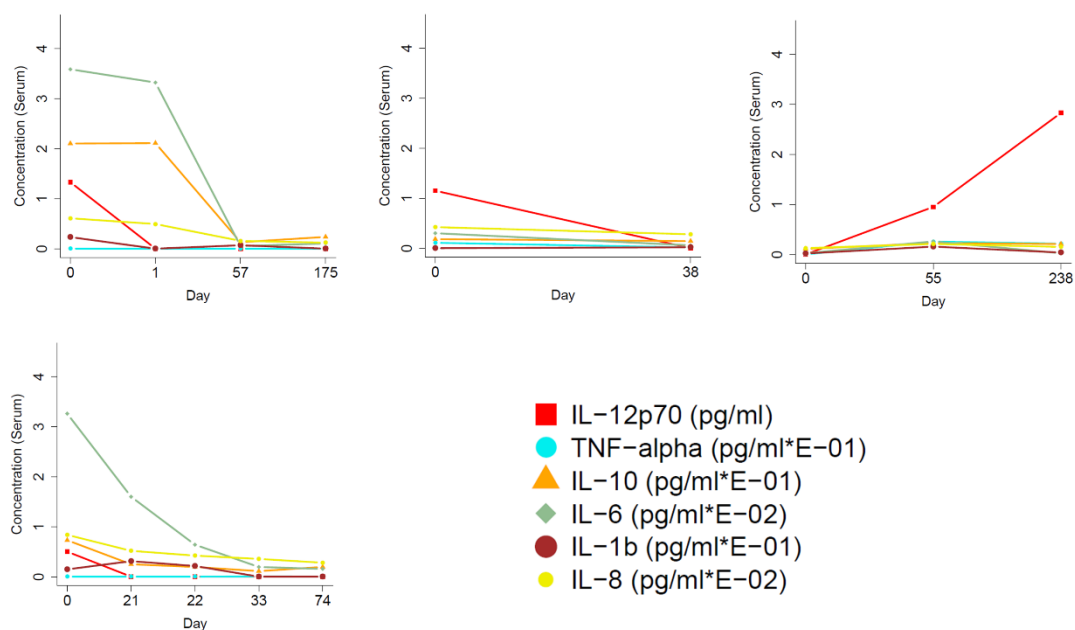 4
3
2
1
0
Concentration (Serum)
0 1 57 175
Day
4
3
2
1
0
Concentration (Serum)
0 38
Day
4
3
2
1
0
Concentration (Serum)
0 55 238
Day
4
3
2
1
0
Concentration (Serum)
0 21 22 33 74
Day
IL−12p70 (pg/ml)
TNF−alpha (pg/ml*E−01)
IL−10 (pg/ml*E−01)
IL−6 (pg/ml*E−02)
IL−1b (pg/ml*E−01)
IL−8 (pg/ml*E−02)